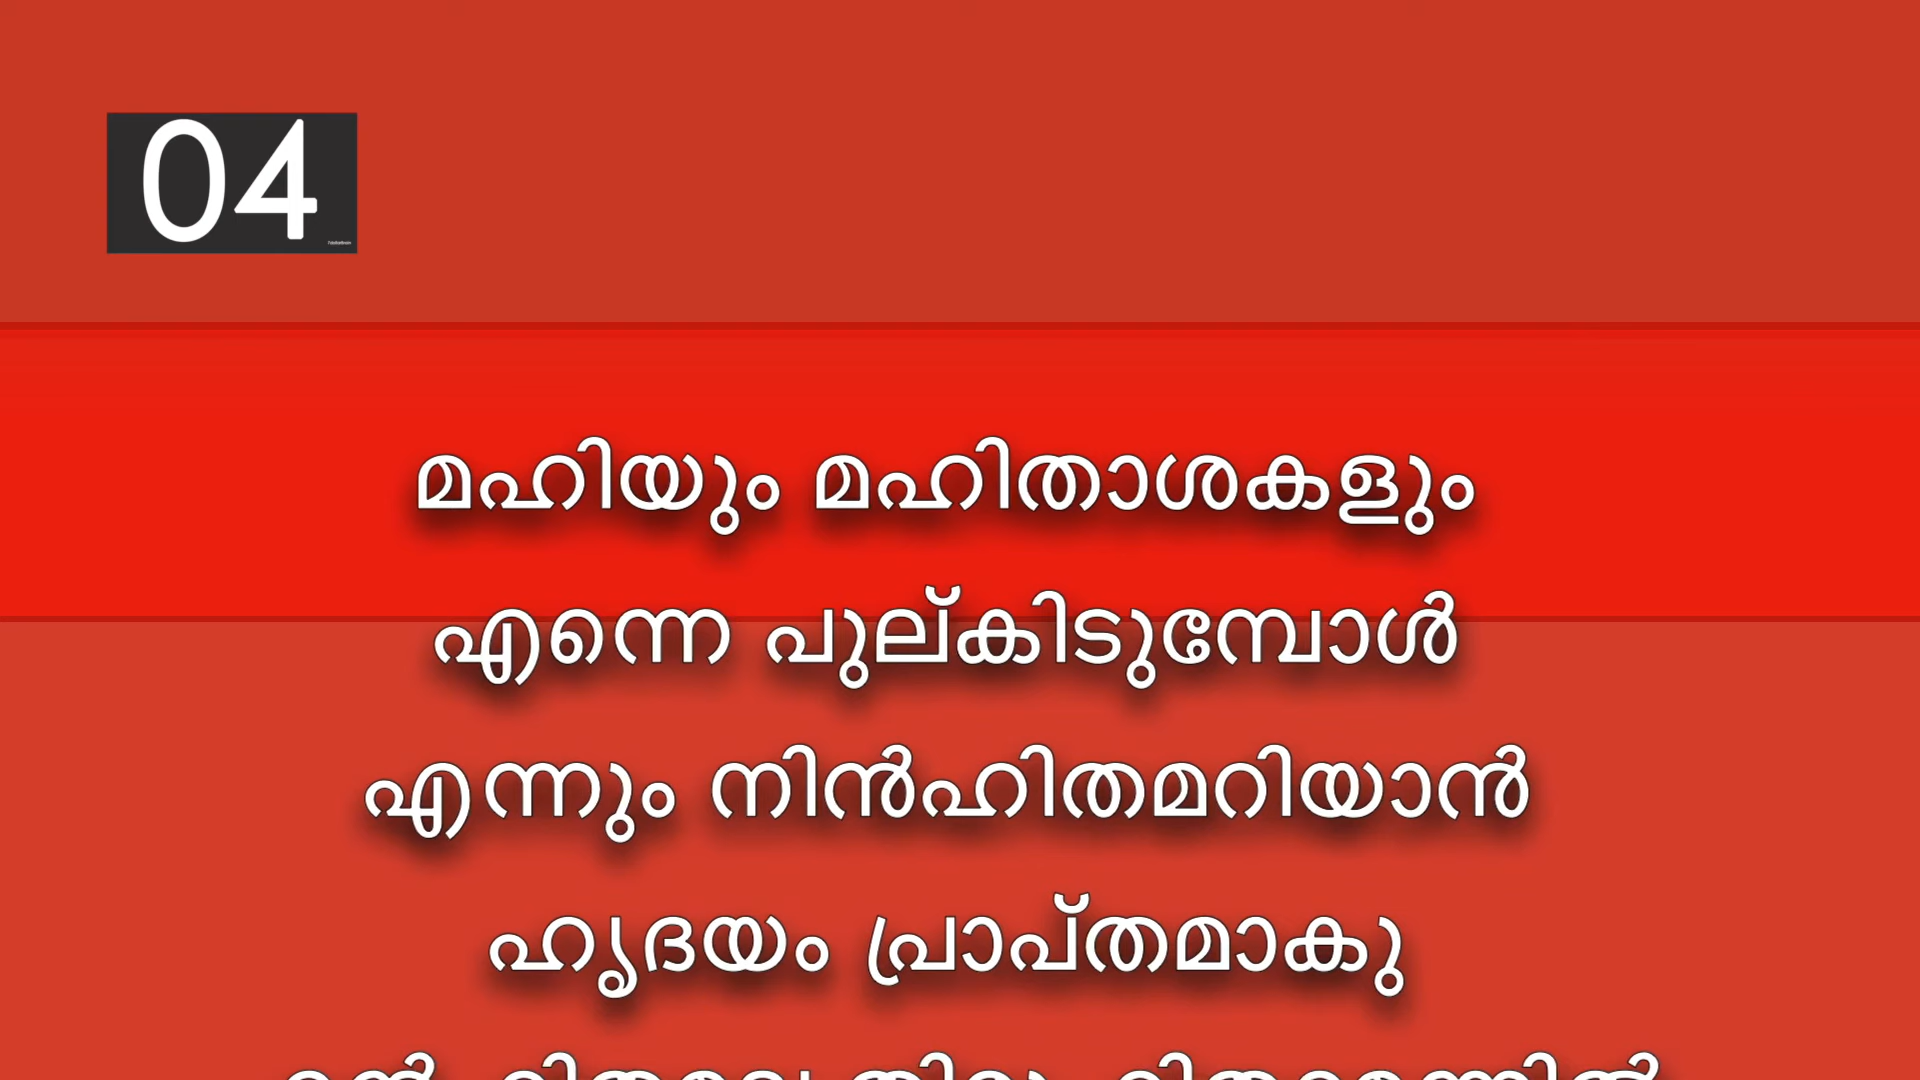 04
മഹിയും മഹിതാശകളും
എന്നെ പുല്കിടുമ്പോൾ
എന്നും നിൻഹിതമറിയാൻ
ഹൃദയം പ്രാപ്തമാകു